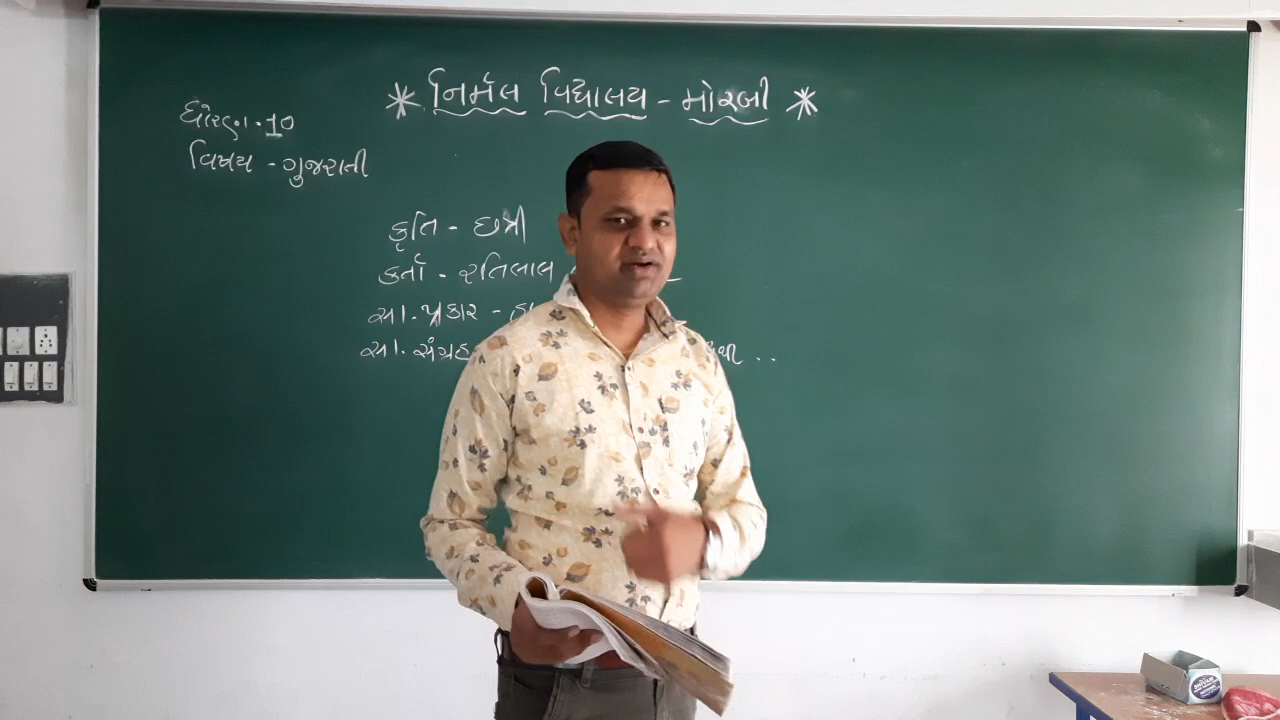 * નિર્મલ વિદ્યાલય - મોરબી *
ધોરણ. 10
વિષય - ગુજરાતી
કૃતિ - છત્રી
કર્તા - રતિલાલ
સા. પ્રકાર -
સા. સંગ્રહ